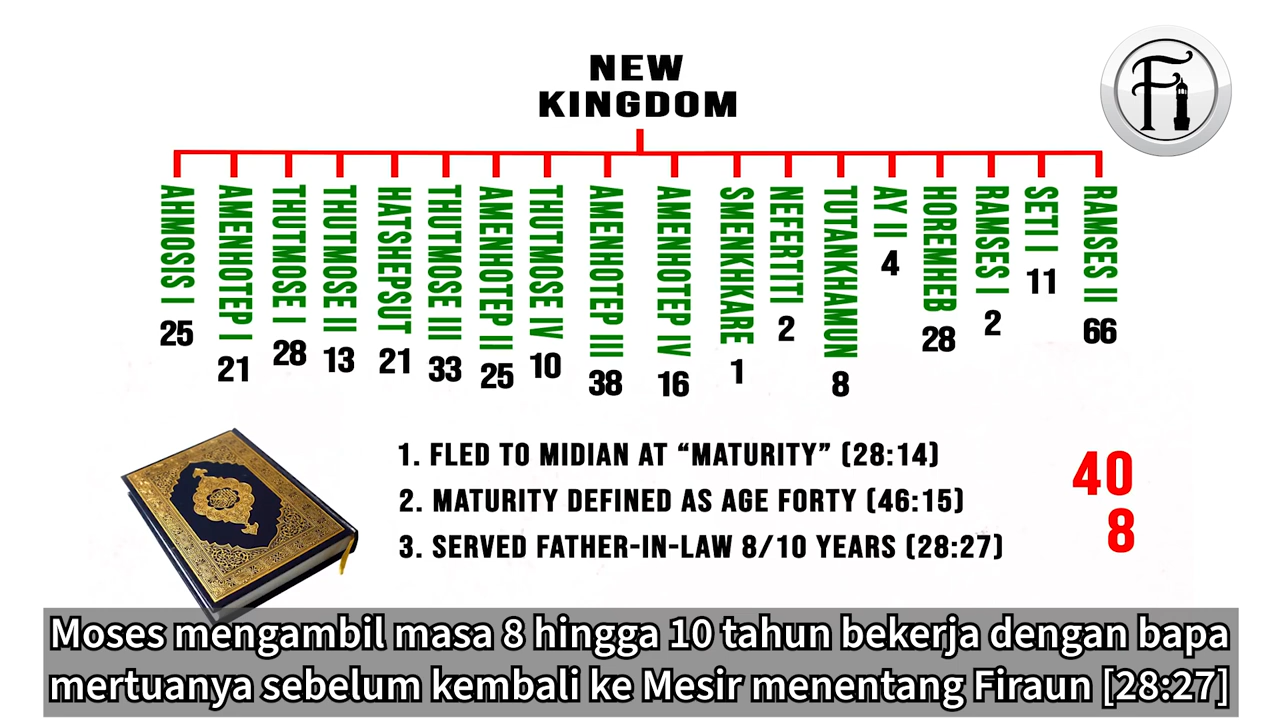 NEW
KINGDOM
Fi
AHMOSIS I 25
AMENHOTEP I 21
THUTMOSE I 28
THUTMOSE II 13
HATSHEPSUT 21
THUTMOSE III 33
AMENHOTEP II 25
THUTMOSE IV 10
AMENHOTEP III 38
AMENHOTEP IV 16
SMENKHKARE 1
NEFERTITI 2
TUTANKHAMUN 8
AY II 4
HOREMHEB 28
RAMSES I 2
SETI I 11
RAMSES II 66
1. FLED TO MIDIAN AT “MATURITY” (28:14)
2. MATURITY DEFINED AS AGE FORTY (46:15)
3. SERVED FATHER-IN-LAW 8/10 YEARS (28:27)
40
8
Moses mengambil masa 8 hingga 10 tahun bekerja dengan bapa
mertuanya sebelum kembali ke Mesir menentang Firaun [28:27]